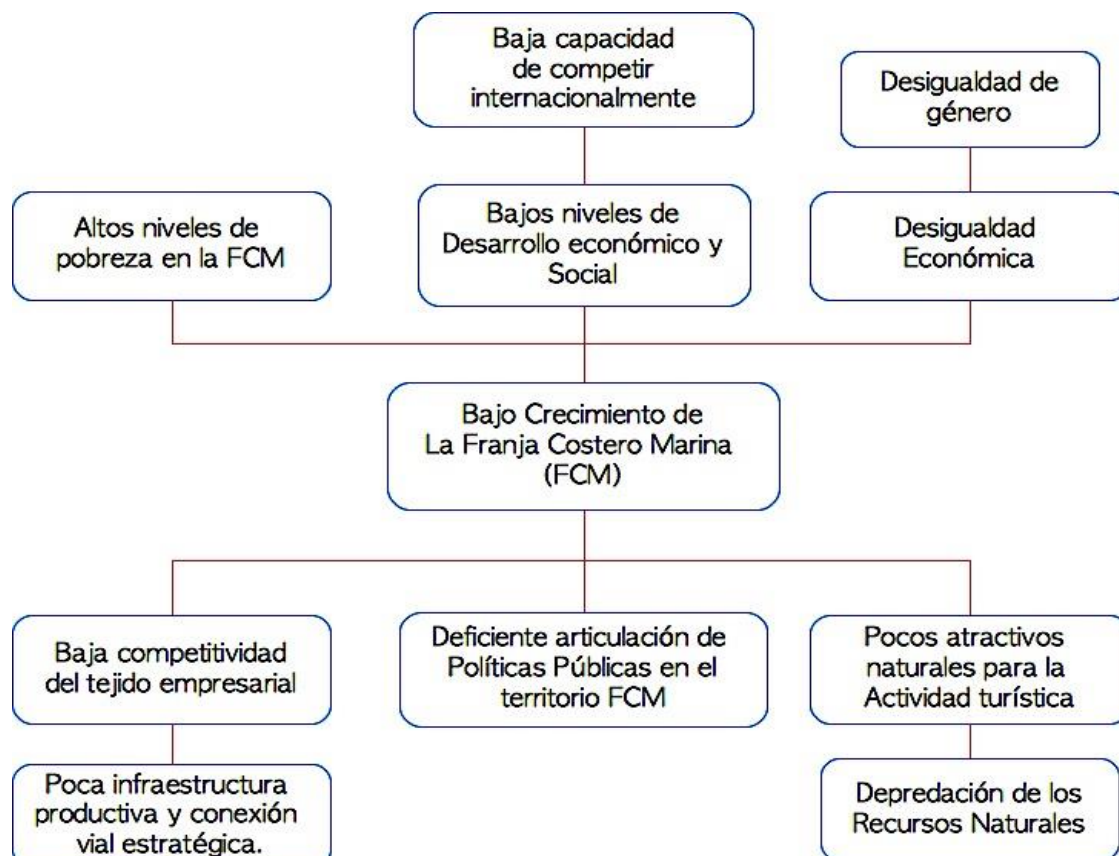 Baja capacidad
de competir
internacionalmente
Desigualdad de
género
Altos niveles de
pobreza en la FCM
Bajos niveles de
Desarrollo económico y
Social
Desigualdad
Económica
Bajo Crecimiento de
La Franja Costero Marina
(FCM)
Baja competitividad
del tejido empresarial
Deficiente articulación de
Políticas Públicas en el
territorio FCM
Pocos atractivos
naturales para la
Actividad turística
Poca infraestructura
productiva y conexión
vial estratégica.
Depredación de los
Recursos Naturales